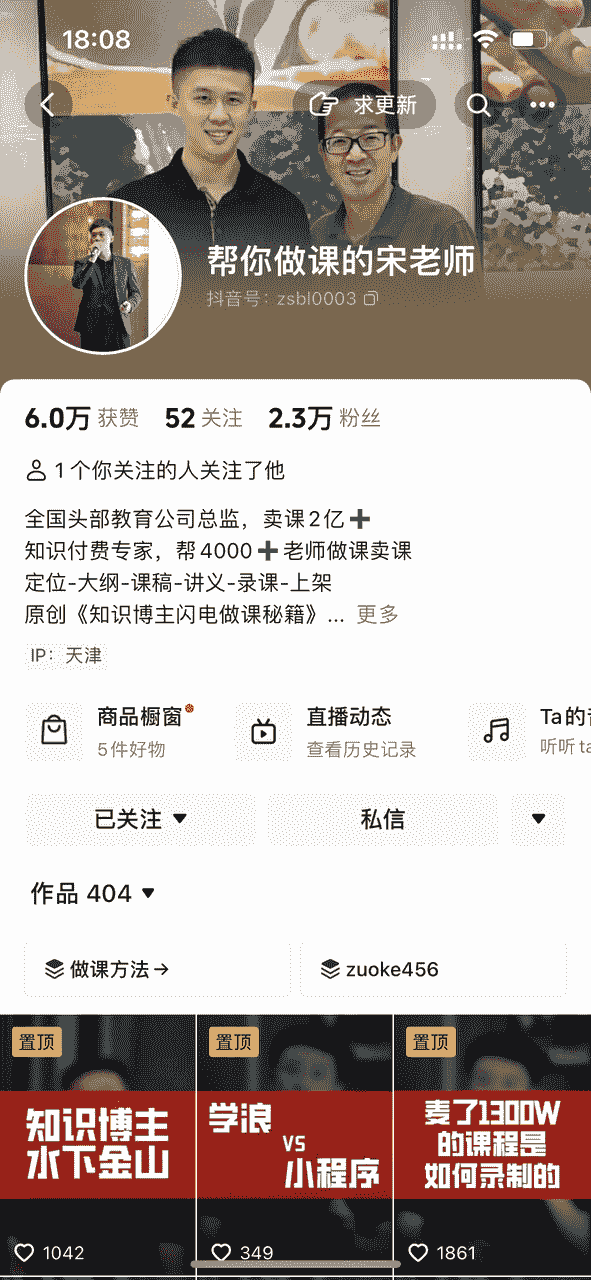 18:08
求更新
帮你做课的宋老师
抖音号：zsbl0003
6.0万 获赞 52 关注 2.3万 粉丝
1个你关注的人关注了他
全国头部教育公司总监，卖课2亿➕
知识付费专家，帮4000➕老师做课卖课
定位-大纲-课稿-讲义-录课-上架
原创《知识博主闪电做课秘籍》... 更多
IP：天津
商品橱窗 直播动态 Ta的音
5件好物 查看历史记录 听听ta
已关注 私信
作品 404
做课方法→ zuoke456
置顶 置顶 置顶
知识博主
水下金山
学浪
VS
小程序
麦了1300W
的课程是
如何录制的
1042 349 1861